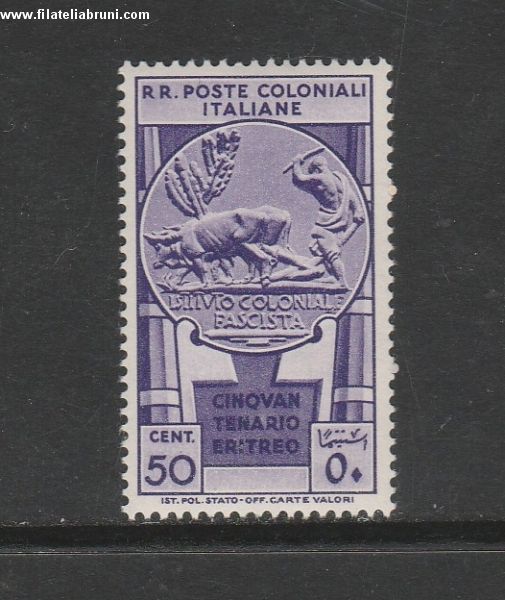 www.filateliabruni.com
RR. POSTE COLONIALI
ITALIANE
ISTITVTO COLONIALE
FASCISTA
CINQVAN
TENARIO
ERITREO
CENT.
50
٥٠
IST. POL. STATO - OFF. CARTE VALORI